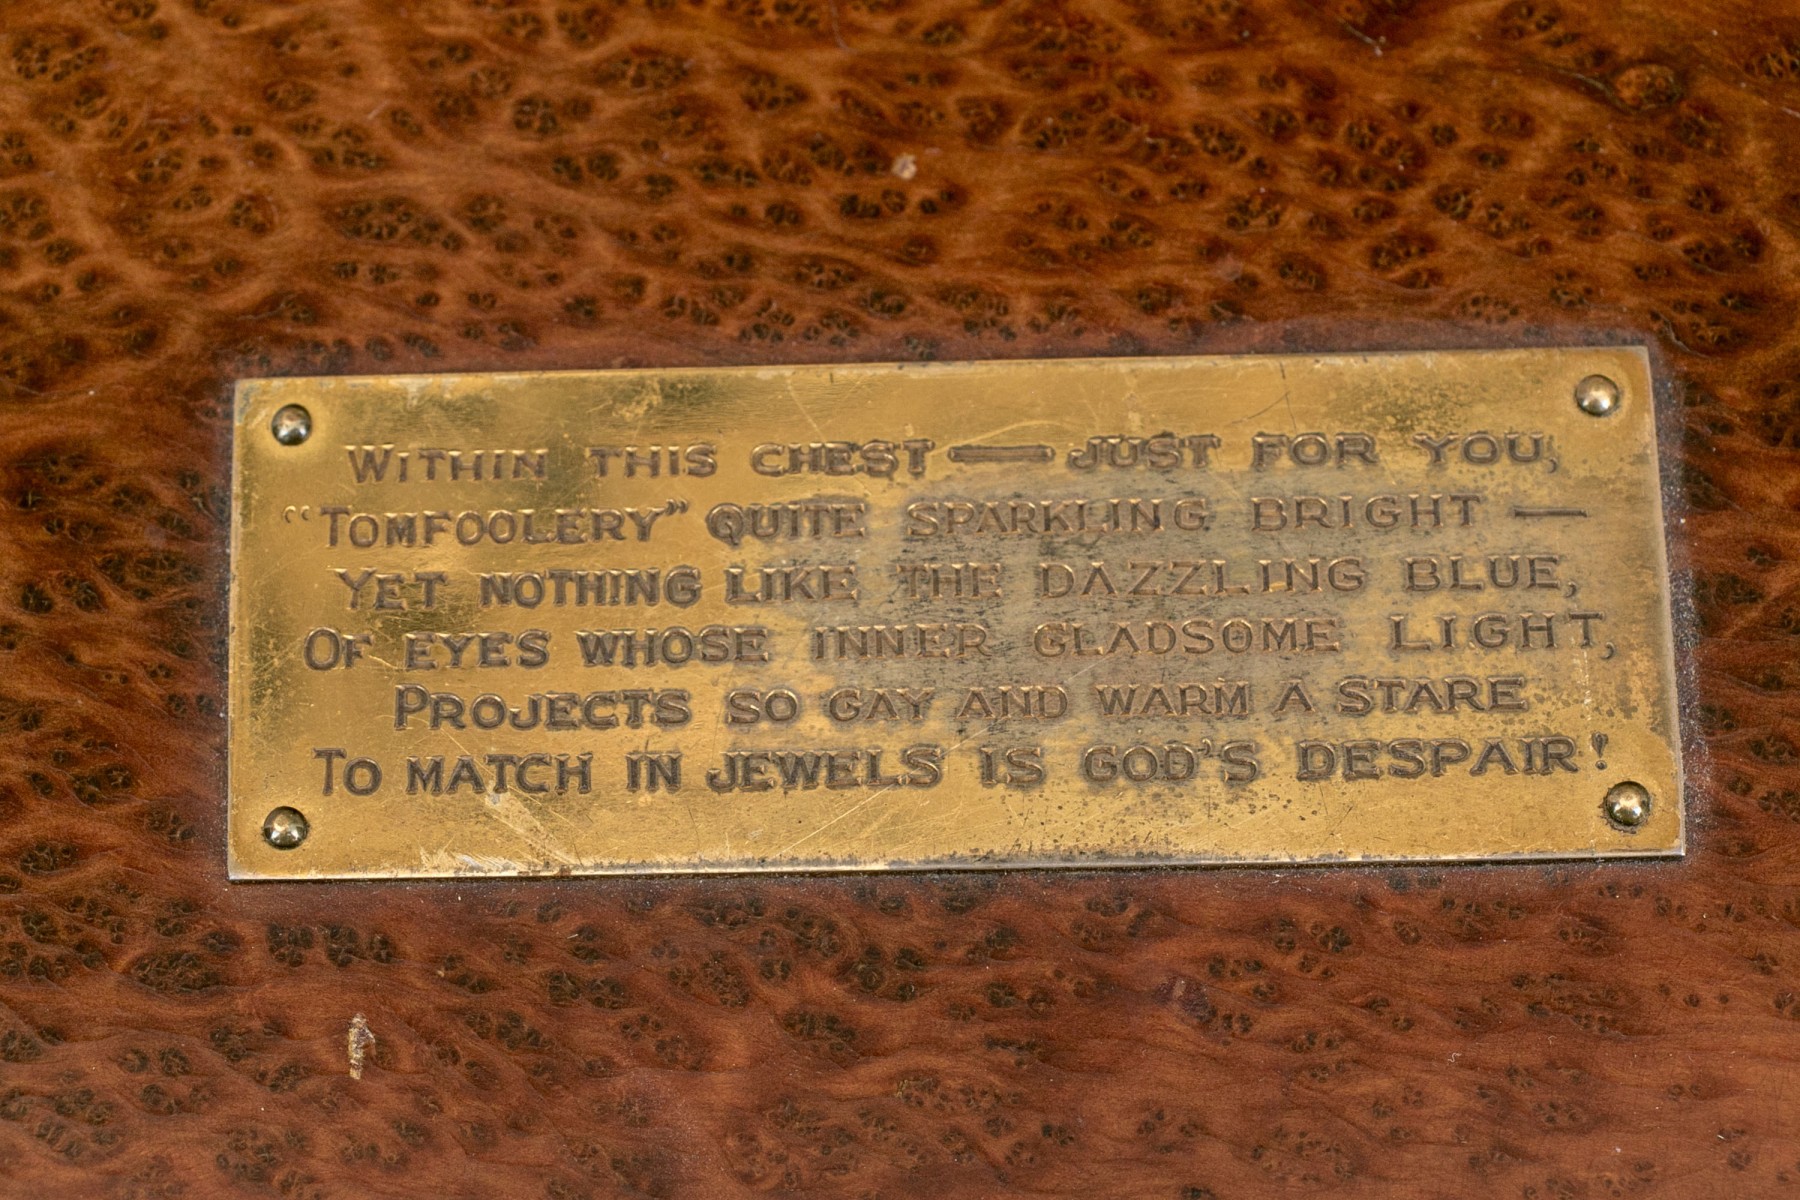 WITHIN THIS CHEST — JUST FOR YOU,
“TOMFOOLERY” QUITE SPARKLING BRIGHT —
YET NOTHING LIKE THE DAZZLING BLUE,
OF EYES WHOSE INNER GLADSOME LIGHT,
PROJECTS SO GAY AND WARM A STARE
TO MATCH IN JEWELS IS GOD'S DESPAIR!